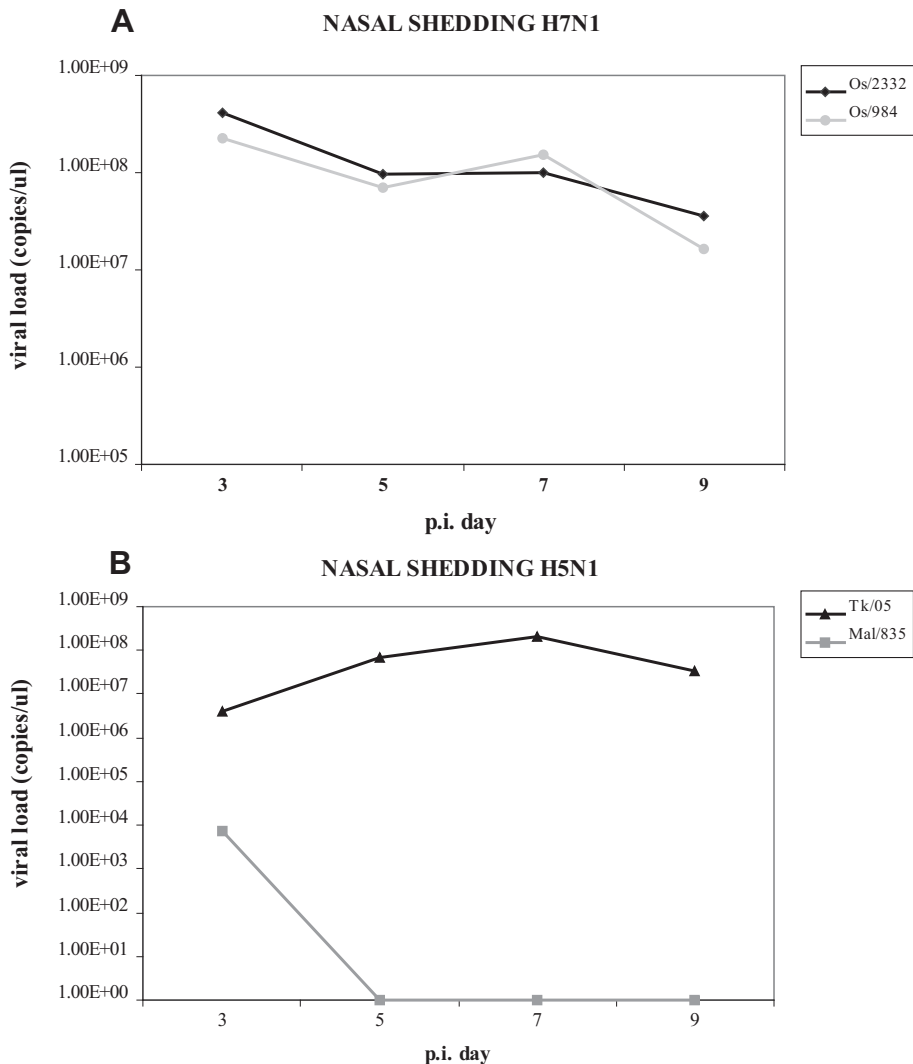 A
NASAL SHEDDING H7N1
1.00E+09
1.00E+08
1.00E+07
1.00E+06
1.00E+05
viral load (copies/ul)
3 5 7 9
p.i. day
Os/2332
Os/984
B
NASAL SHEDDING H5N1
1.00E+09
1.00E+08
1.00E+07
1.00E+06
1.00E+05
1.00E+04
1.00E+03
1.00E+02
1.00E+01
1.00E+00
viral load (copies/ul)
3 5 7 9
p.i. day
Tk/05
Mal/835